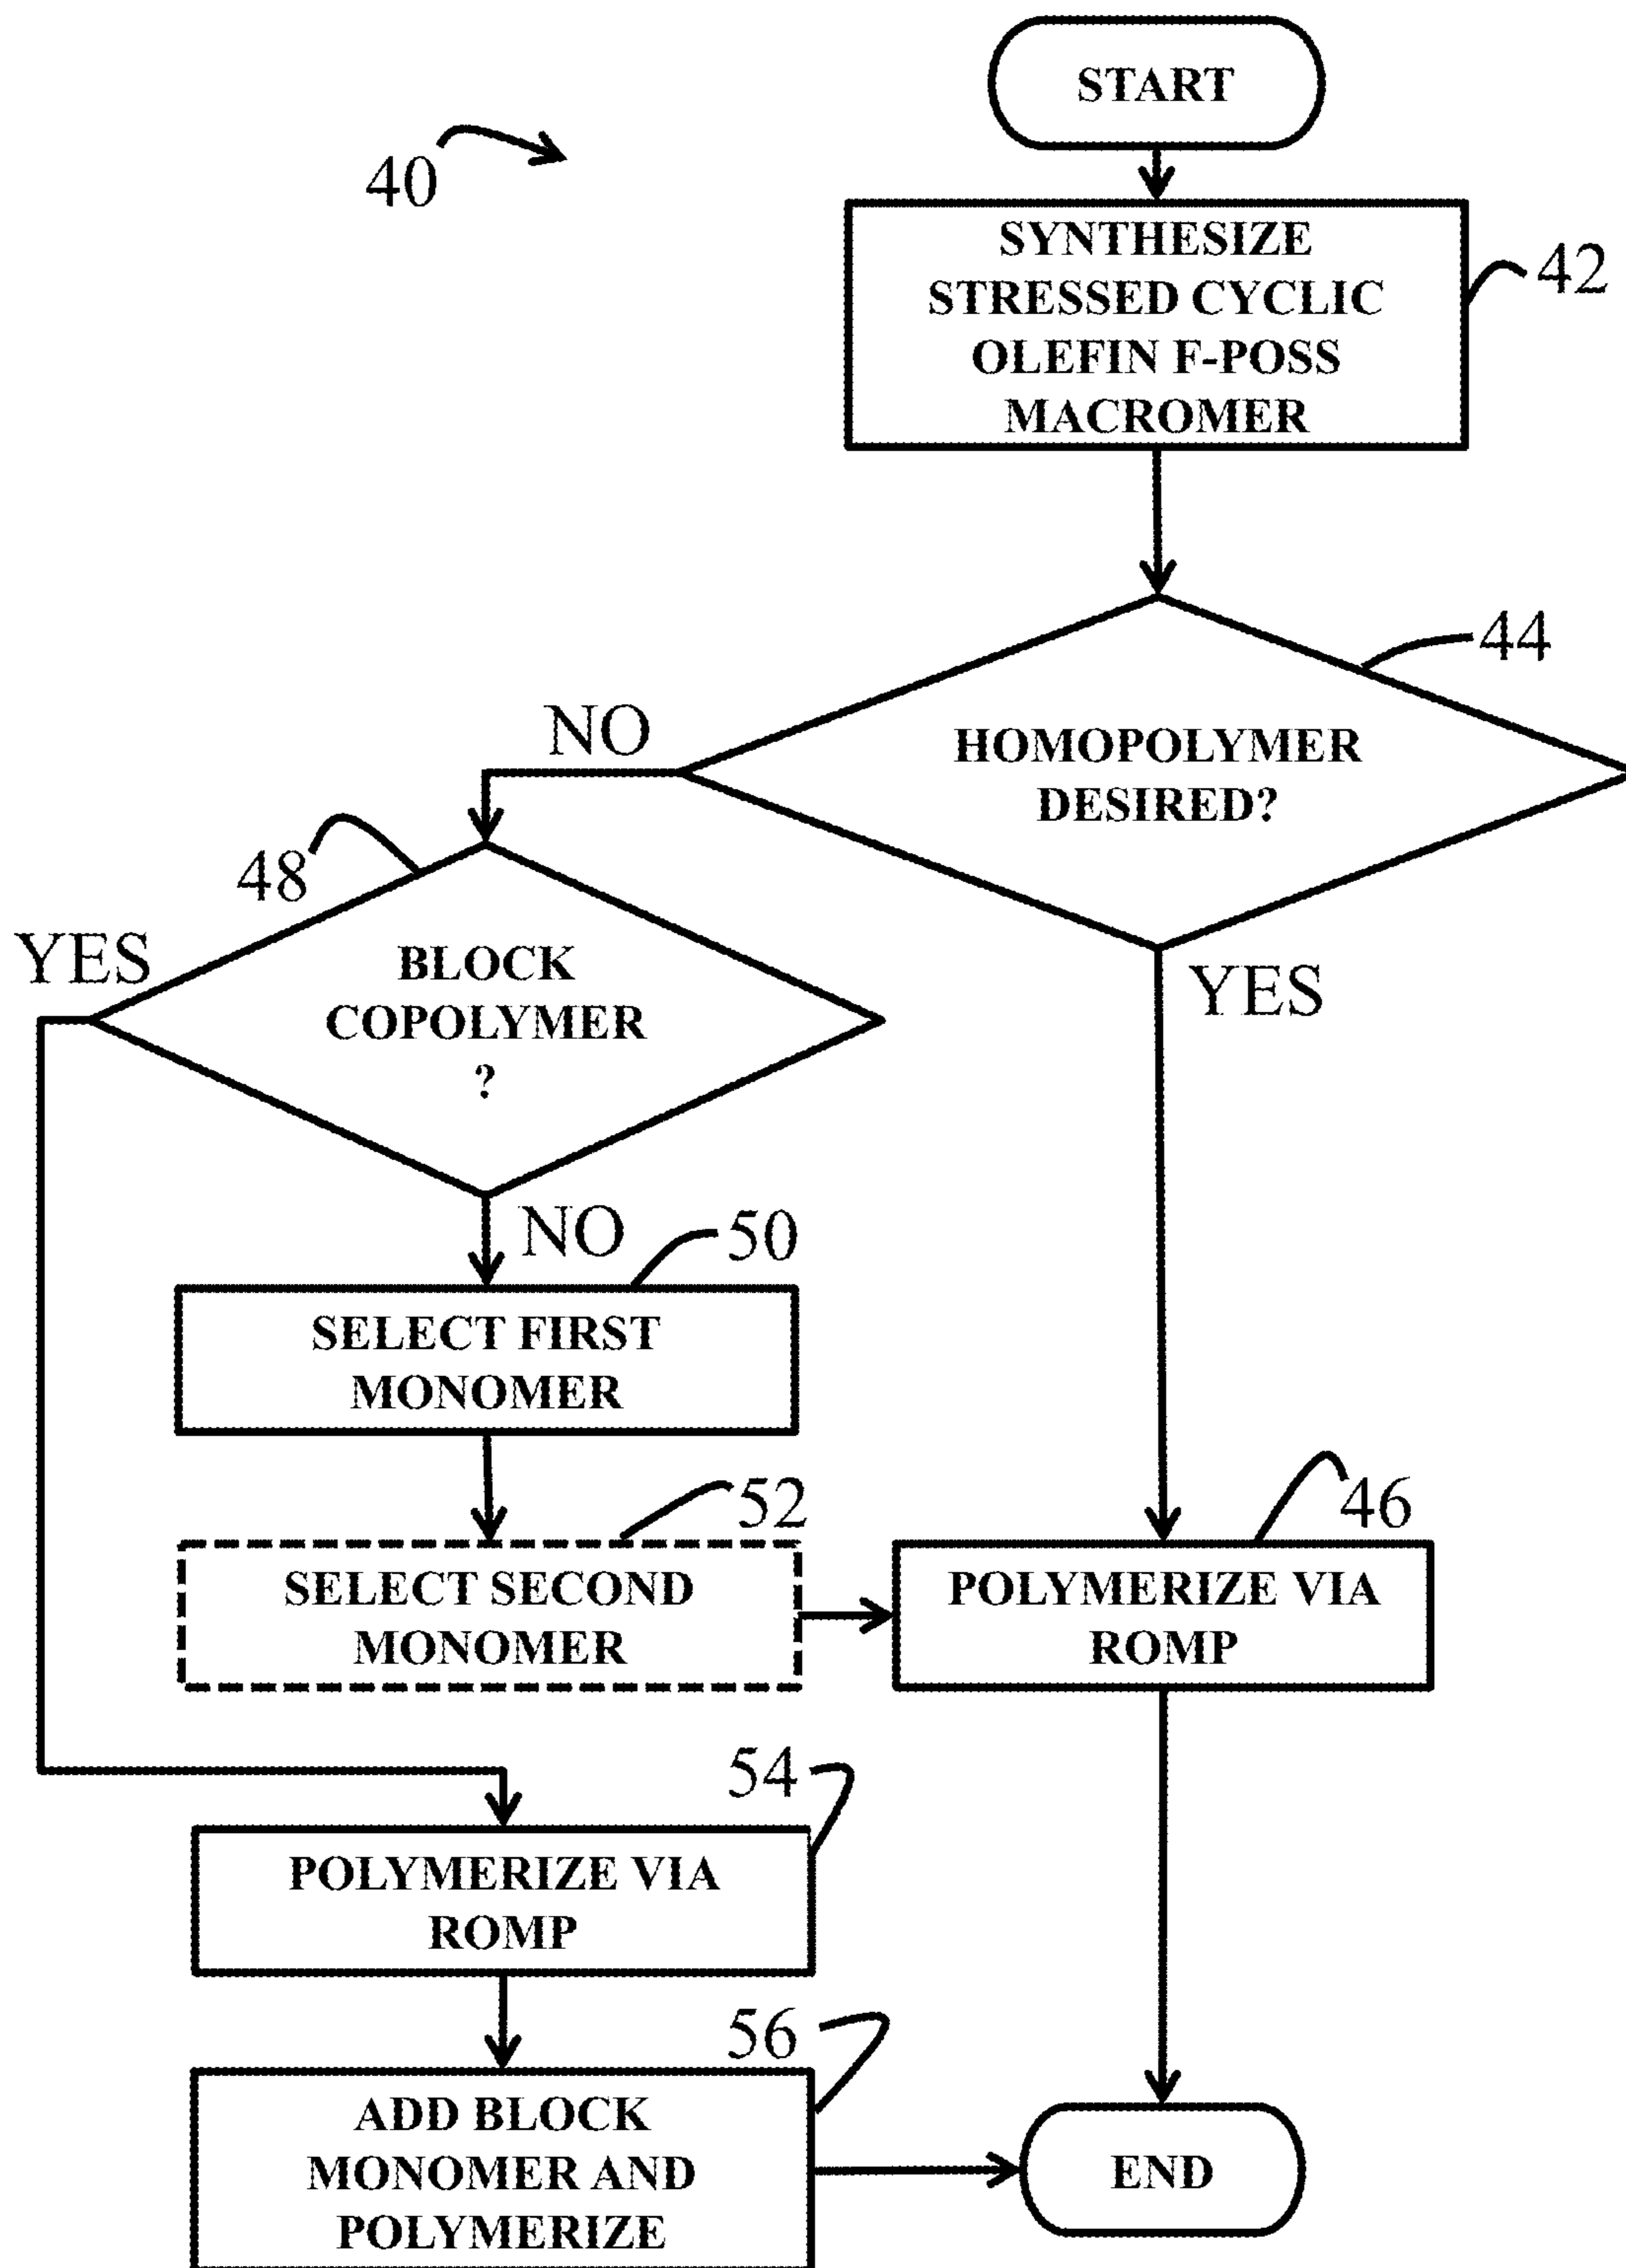 START
40
SYNTHESIZE
STRESSED CYCLIC
OLEFIN F-POSS
MACROMER
42
44
HOMOPOLYMER
DESIRED?
NO
YES
48
BLOCK
COPOLYMER
?
YES
NO
50
SELECT FIRST
MONOMER
52
SELECT SECOND
MONOMER
46
POLYMERIZE VIA
ROMP
54
POLYMERIZE VIA
ROMP
56
ADD BLOCK
MONOMER AND
POLYMERIZE
END